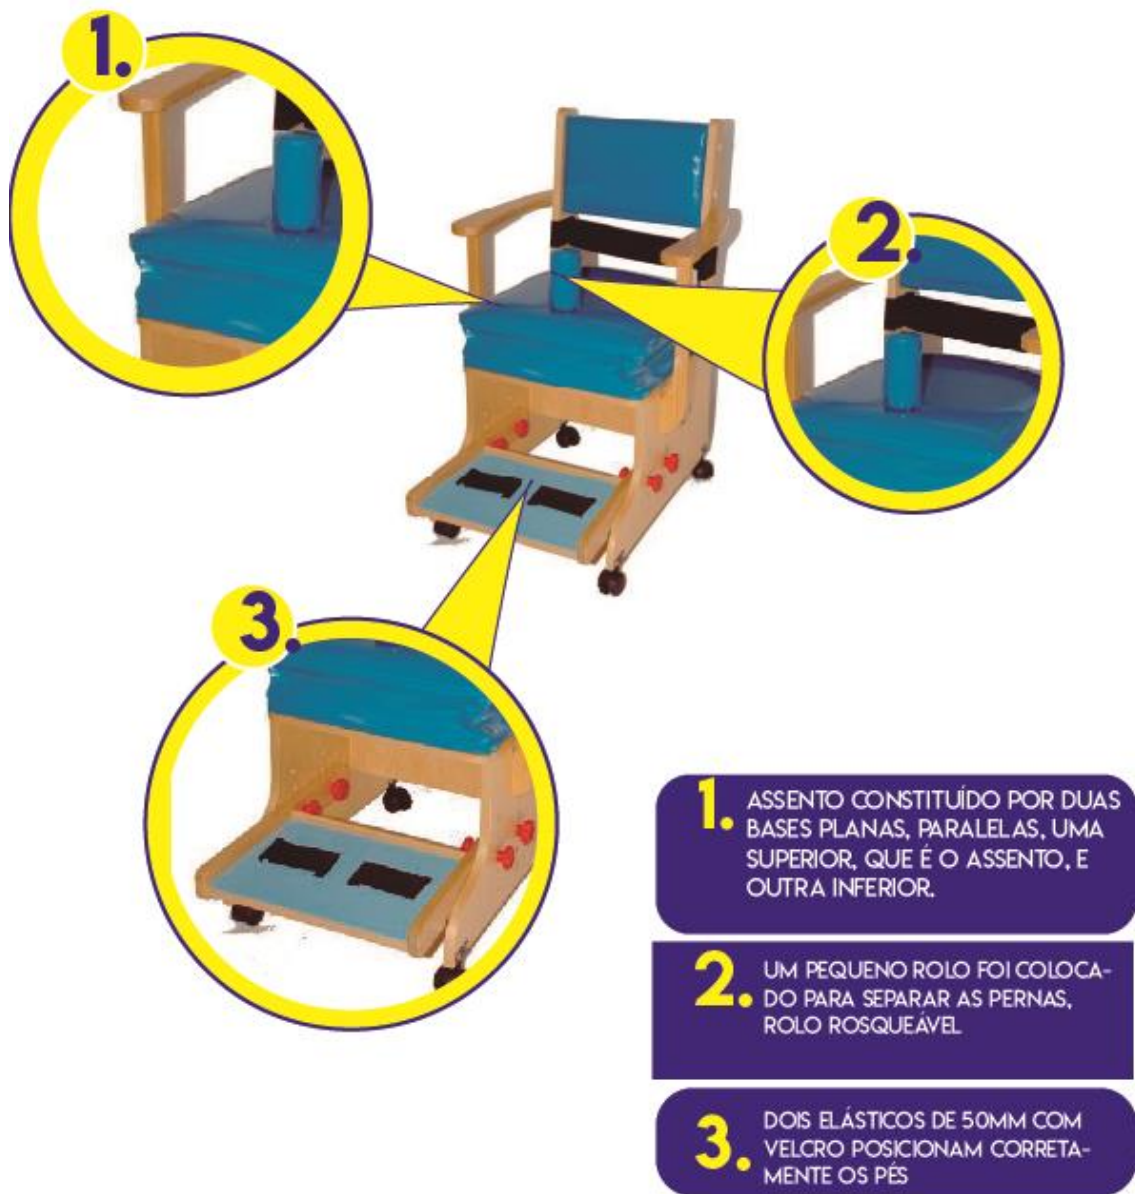 1.
2.
3.
1. ASSENTO CONSTITUÍDO POR DUAS
BASES PLANAS, PARALELAS, UMA
SUPERIOR, QUE É O ASSENTO, E
OUTRA INFERIOR.
2. UM PEQUENO ROLO FOI COLOCA-
DO PARA SEPARAR AS PERNAS,
ROLO ROSQUEÁVEL
3. DOIS ELÁSTICOS DE 50MM COM
VELCRO POSICIONAM CORRETA-
MENTE OS PÉS